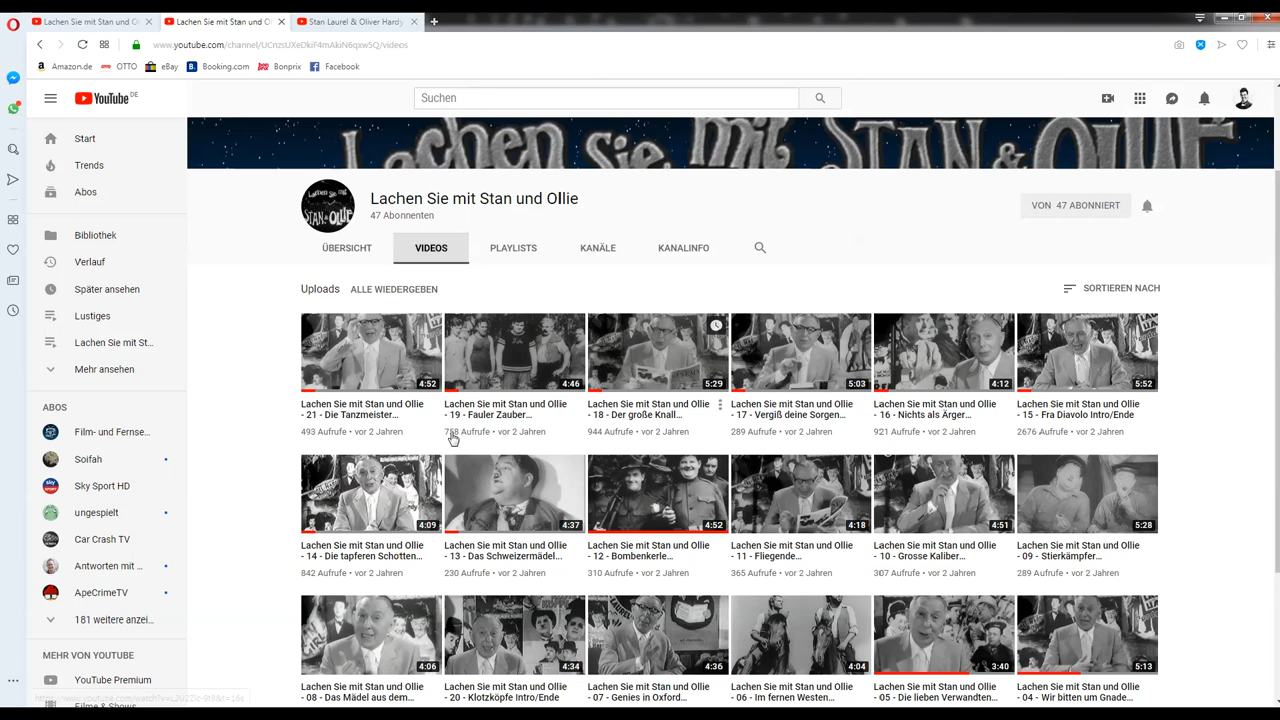 Lachen Sie mit Stan und O
Lachen Sie mit Stan und Ol
Stan Laurel & Oliver Hardy
www.youtube.com/channel/UCnzsUXeDkif4mAkiN6qxw5Q/videos
Amazon.de OTTO eBay Booking.com Bonprix Facebook
YouTube DE
Suchen
Start
Trends
Abos
Bibliothek
Verlauf
Später ansehen
Lustiges
Lachen Sie mit St...
Mehr ansehen
ABOS
Film- und Fernse...
Soifah
Sky Sport HD
ungespielt
Car Crash TV
Antworten mit ...
ApeCrimeTV
181 weitere anzei...
MEHR VON YOUTUBE
YouTube Premium
Filme & Shows
Lachen Sie mit STAN & OLLIE
Lachen Sie mit STAN & OLLIE
Lachen Sie mit Stan und Ollie
47 Abonnenten
VON 47 ABONNIERT
ÜBERSICHT VIDEOS PLAYLISTS KANÄLE KANALINFO
Uploads ALLE WIEDERGEBEN
SORTIEREN NACH
4:52 4:46 5:29 5:03 4:12 5:52
Lachen Sie mit Stan und Ollie
- 21 - Die Tanzmeister...
493 Aufrufe • vor 2 Jahren
Lachen Sie mit Stan und Ollie
- 19 - Fauler Zauber...
758 Aufrufe • vor 2 Jahren
Lachen Sie mit Stan und Ollie
- 18 - Der große Knall...
944 Aufrufe • vor 2 Jahren
Lachen Sie mit Stan und Ollie
- 17 - Vergiß deine Sorgen...
289 Aufrufe • vor 2 Jahren
Lachen Sie mit Stan und Ollie
- 16 - Nichts als Ärger...
921 Aufrufe • vor 2 Jahren
Lachen Sie mit Stan und Ollie
- 15 - Fra Diavolo Intro/Ende
2676 Aufrufe • vor 2 Jahren
4:09 4:37 4:52 4:18 4:51 5:28
Lachen Sie mit Stan und Ollie
- 14 - Die tapferen Schotten...
842 Aufrufe • vor 2 Jahren
Lachen Sie mit Stan und Ollie
- 13 - Das Schweizermädel...
230 Aufrufe • vor 2 Jahren
Lachen Sie mit Stan und Ollie
- 12 - Bombenkerle...
310 Aufrufe • vor 2 Jahren
Lachen Sie mit Stan und Ollie
- 11 - Fliegende...
365 Aufrufe • vor 2 Jahren
Lachen Sie mit Stan und Ollie
- 10 - Grosse Kaliber...
307 Aufrufe • vor 2 Jahren
Lachen Sie mit Stan und Ollie
- 09 - Stierkämpfer...
289 Aufrufe • vor 2 Jahren
4:06 4:34 4:36 4:04 3:40 5:13
Lachen Sie mit Stan und Ollie
- 08 - Das Mädel aus dem...
Lachen Sie mit Stan und Ollie
- 20 - Klotzköpfe Intro/Ende
Lachen Sie mit Stan und Ollie
- 07 - Genies in Oxford...
Lachen Sie mit Stan und Ollie
- 06 - Im fernen Westen...
Lachen Sie mit Stan und Ollie
- 05 - Die lieben Verwandten...
Lachen Sie mit Stan und Ollie
- 04 - Wir bitten um Gnade...